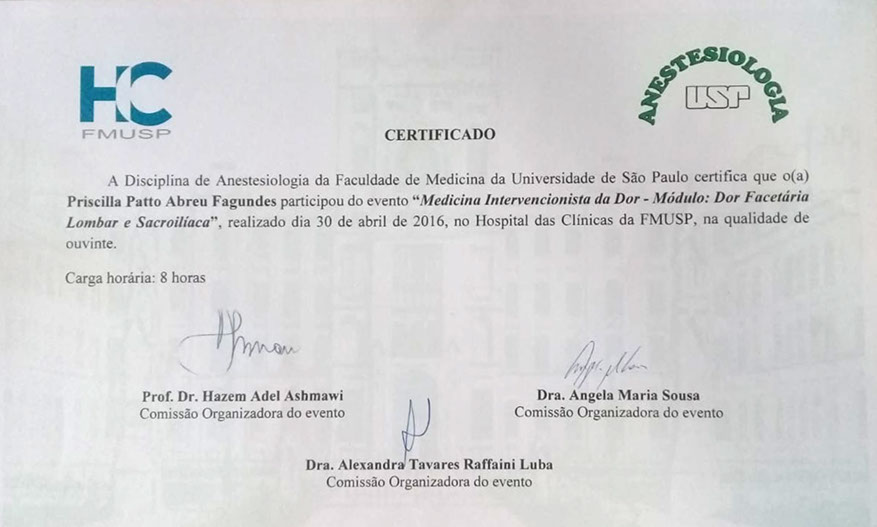 HC
FMUSP
ANESTESIOLOGIA
USP
CERTIFICADO
A Disciplina de Anestesiologia da Faculdade de Medicina da Universidade de São Paulo certifica que o(a)
Priscilla Patto Abreu Fagundes participou do evento “Medicina Intervencionista da Dor - Módulo: Dor Facetária
Lombar e Sacroilíaca”, realizado dia 30 de abril de 2016, no Hospital das Clínicas da FMUSP, na qualidade de
ouvinte.
Carga horária: 8 horas
Prof. Dr. Hazem Adel Ashmawi
Comissão Organizadora do evento
Dra. Angela Maria Sousa
Comissão Organizadora do evento
Dra. Alexandra Tavares Raffaini Luba
Comissão Organizadora do evento